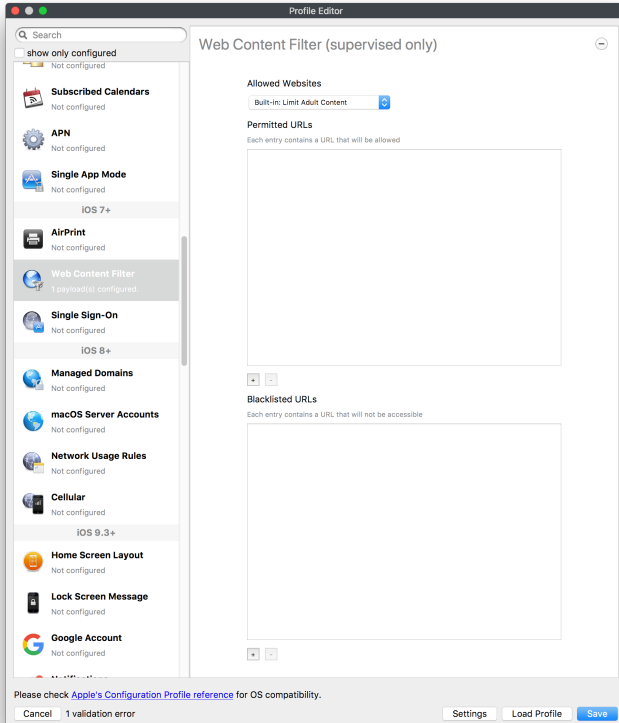 Profile Editor
Search
show only configured
Not configured
Subscribed Calendars
Not configured
APN
Not configured
Single App Mode
Not configured
iOS 7+
AirPrint
Not configured
Web Content Filter
1 payload(s) configured.
Single Sign-On
Not configured
iOS 8+
Managed Domains
Not configured
macOS Server Accounts
Not configured
Network Usage Rules
Not configured
Cellular
Not configured
iOS 9.3+
Home Screen Layout
Not configured
Lock Screen Message
Not configured
Google Account
Not configured
Notifications
Web Content Filter (supervised only)
Allowed Websites
Built-in: Limit Adult Content
Permitted URLs
Each entry contains a URL that will be allowed
+ -
Blacklisted URLs
Each entry contains a URL that will not be accessible
+ -
Please check Apple's Configuration Profile reference for OS compatibility.
Cancel 1 validation error Settings Load Profile Save